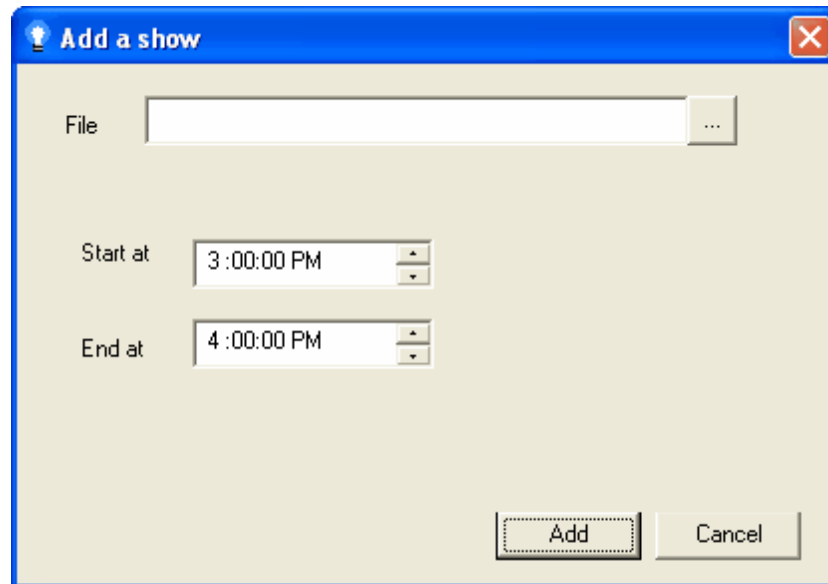 Add a show
File ...
Start at 3 :00:00 PM
End at 4 :00:00 PM
Add Cancel